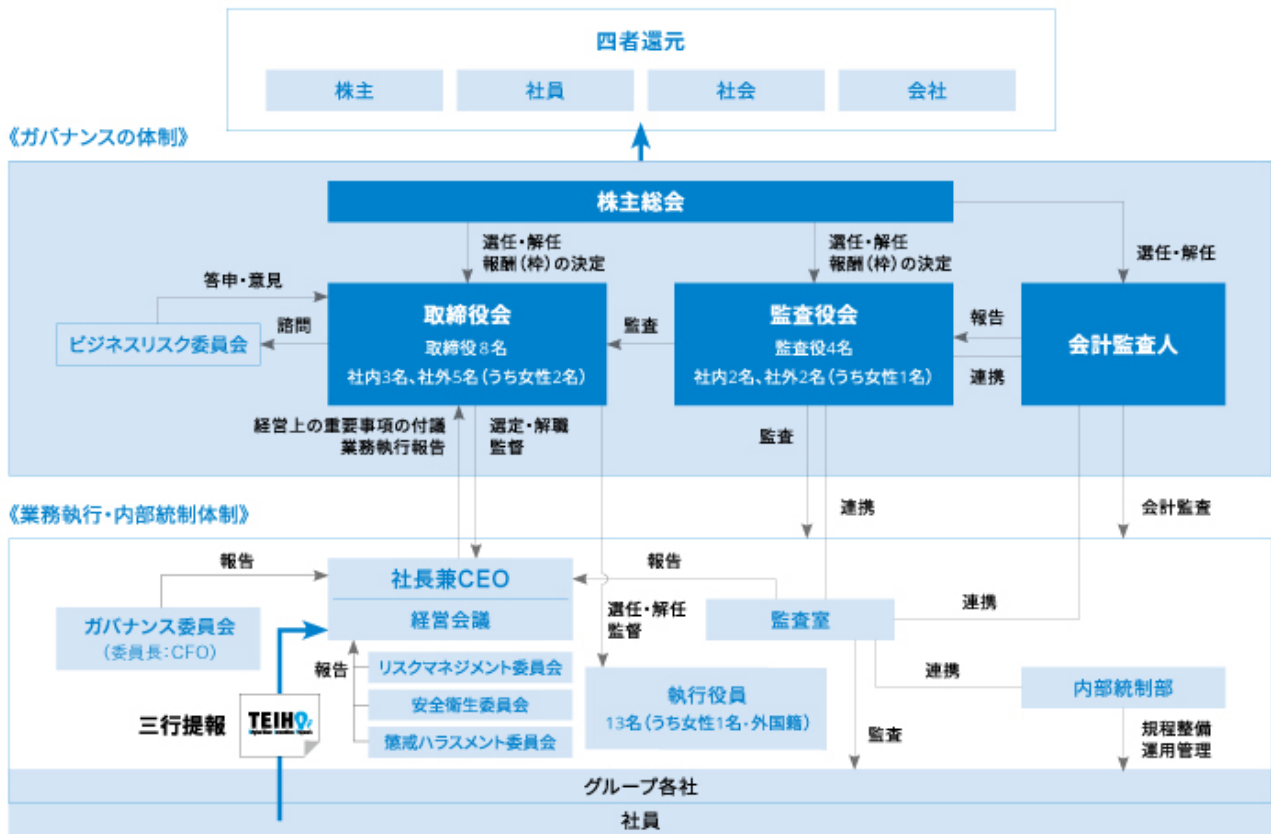 四者還元
株主
社員
社会
会社
《ガバナンスの体制》
株主総会
選任・解任
報酬(枠)の決定
選任・解任
報酬(枠)の決定
選任・解任
答申・意見
諮問
ビジネスリスク委員会
取締役会
取締役8名
社内3名、社外5名(うち女性2名)
監査
監査役会
監査役4名
社内2名、社外2名(うち女性1名)
報告
連携
会計監査人
経営上の重要事項の付議
業務執行報告
選定・解職
監督
監査
《業務執行・内部統制体制》
連携
会計監査
報告
社長兼CEO
経営会議
報告
ガバナンス委員会
(委員長:CFO)
選任・解任
監督
監査室
連携
報告
リスクマネジメント委員会
安全衛生委員会
懲戒ハラスメント委員会
執行役員
13名(うち女性1名・外国籍)
連携
内部統制部
三行提報
TEIHO
監査
規程整備
運用管理
グループ各社
社員